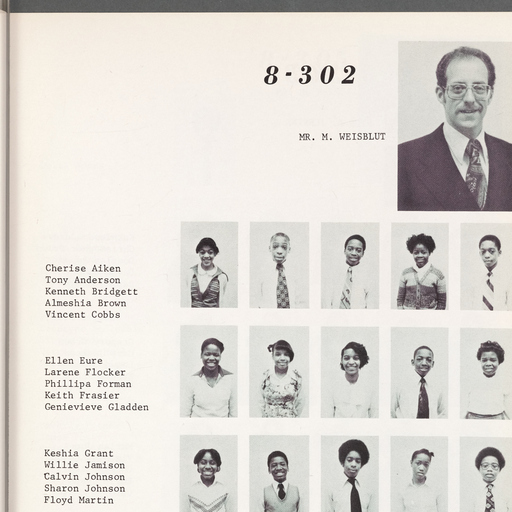 8-302
MR. M. WEISBLUT
Cherise Aiken
Tony Anderson
Kenneth Bridgett
Almeshia Brown
Vincent Cobbs
Ellen Eure
Larene Flocker
Phillipa Forman
Keith Frasier
Genievieve Gladden
Keshia Grant
Willie Jamison
Calvin Johnson
Sharon Johnson
Floyd Martin